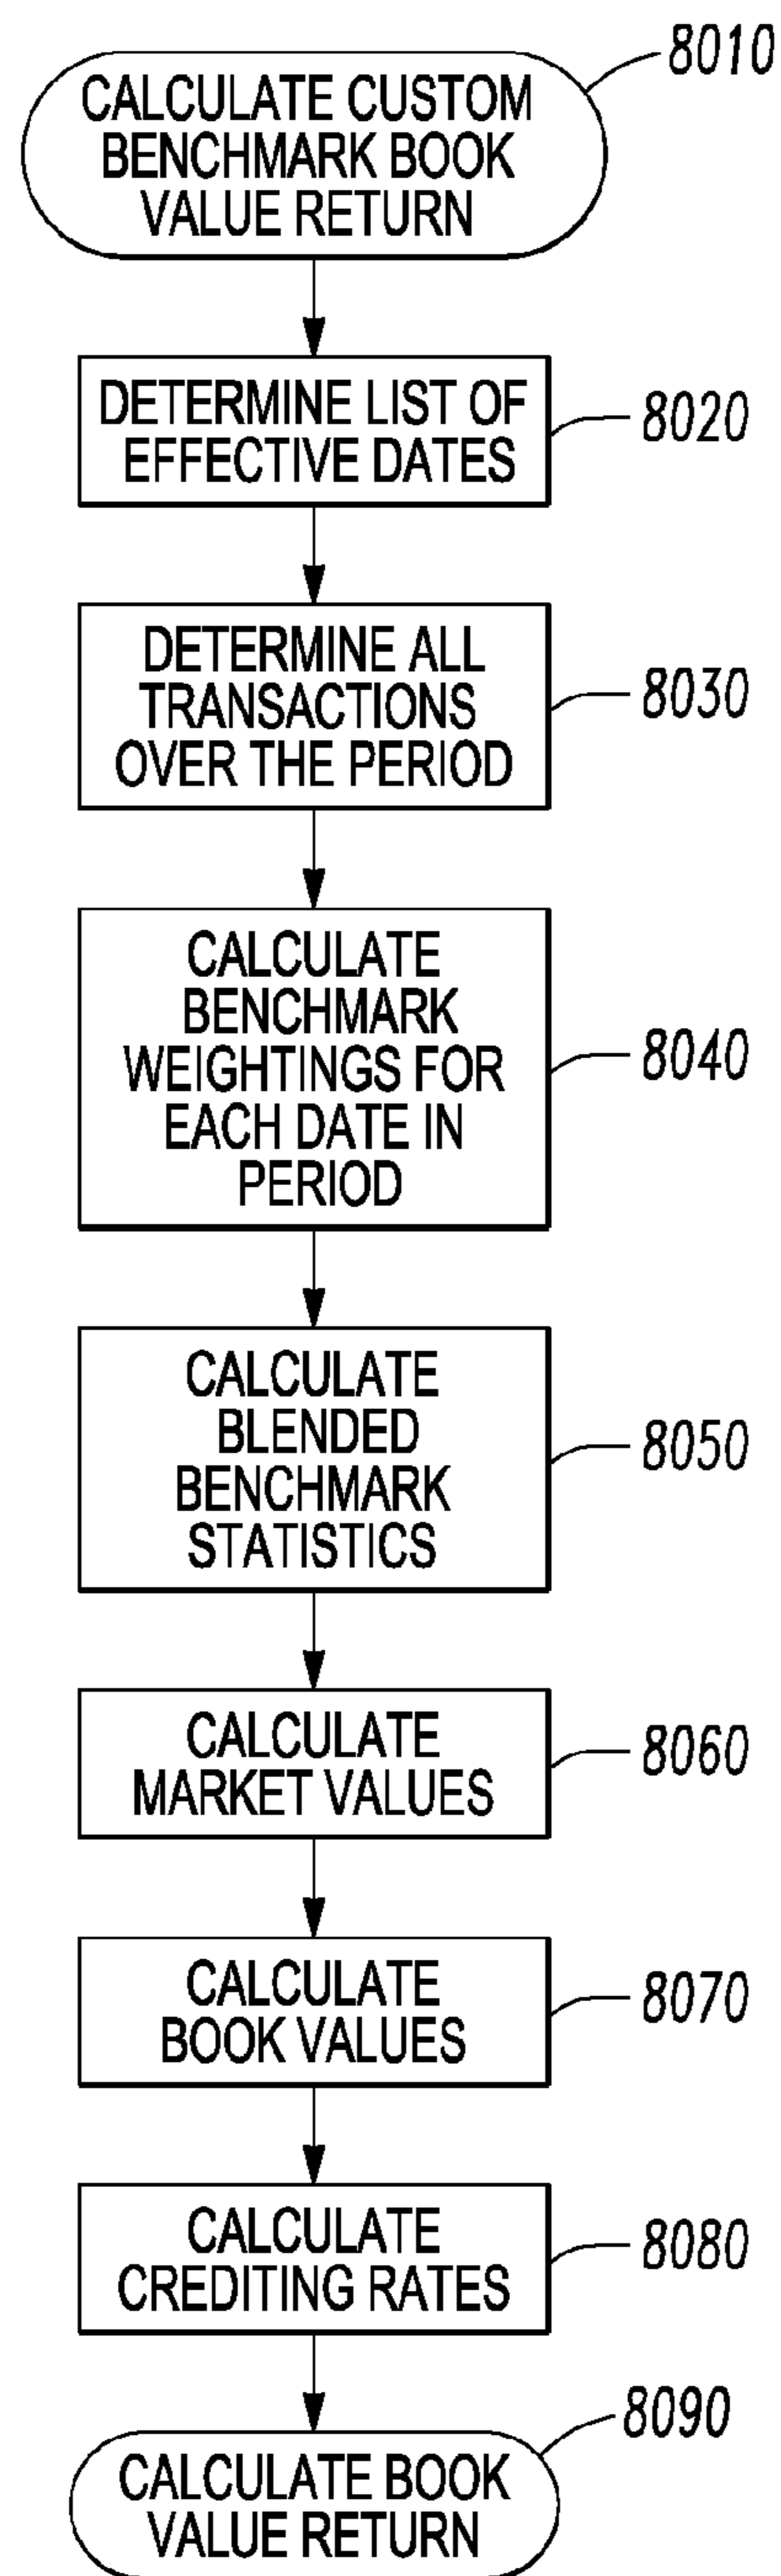 8010
CALCULATE CUSTOM
BENCHMARK BOOK
VALUE RETURN
DETERMINE LIST OF
EFFECTIVE DATES
8020
DETERMINE ALL
TRANSACTIONS
OVER THE PERIOD
8030
CALCULATE
BENCHMARK
WEIGHTINGS FOR
EACH DATE IN
PERIOD
8040
CALCULATE
BLENDED
BENCHMARK
STATISTICS
8050
CALCULATE
MARKET VALUES
8060
CALCULATE
BOOK VALUES
8070
CALCULATE
CREDITING RATES
8080
8090
CALCULATE BOOK
VALUE RETURN